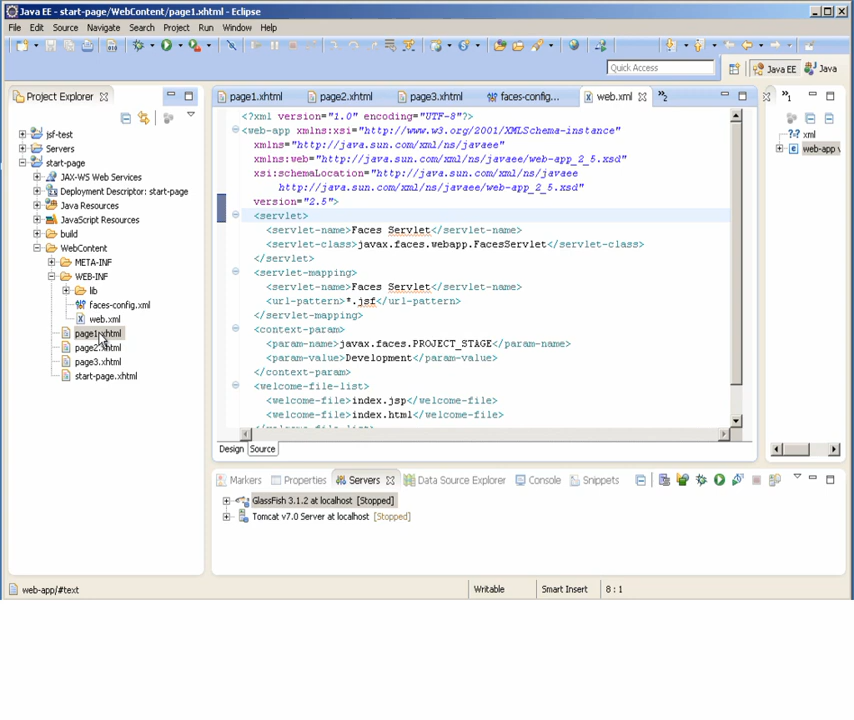 Java EE - start-page/WebContent/page1.xhtml - Eclipse
File Edit Source Navigate Search Project Run Window Help
Quick Access
Java EE
Java
Project Explorer
jsf-test
Servers
start-page
JAX-WS Web Services
Deployment Descriptor: start-page
Java Resources
JavaScript Resources
build
WebContent
META-INF
WEB-INF
lib
faces-config.xml
web.xml
page1.xhtml
page2.xhtml
page3.xhtml
start-page.xhtml
page1.xhtml page2.xhtml page3.xhtml faces-config... web.xml »2
<?xml version="1.0" encoding="UTF-8"?>
<web-app xmlns:xsi="http://www.w3.org/2001/XMLSchema-instance"
xmlns="http://java.sun.com/xml/ns/javaee"
xmlns:web="http://java.sun.com/xml/ns/javaee/web-app_2_5.xsd"
xsi:schemaLocation="http://java.sun.com/xml/ns/javaee
http://java.sun.com/xml/ns/javaee/web-app_2_5.xsd"
version="2.5">
<servlet>
<servlet-name>Faces Servlet</servlet-name>
<servlet-class>javax.faces.webapp.FacesServlet</servlet-class>
</servlet>
<servlet-mapping>
<servlet-name>Faces Servlet</servlet-name>
<url-pattern>*.jsf</url-pattern>
</servlet-mapping>
<context-param>
<param-name>javax.faces.PROJECT_STAGE</param-name>
<param-value>Development</param-value>
</context-param>
<welcome-file-list>
<welcome-file>index.jsp</welcome-file>
<welcome-file>index.html</welcome-file>
</welcome-file-list>
Design Source
»1
xml
web-app
Markers Properties Servers Data Source Explorer Console Snippets
GlassFish 3.1.2 at localhost [Stopped]
Tomcat v7.0 Server at localhost [Stopped]
web-app/#text
Writable
Smart Insert
8 : 1